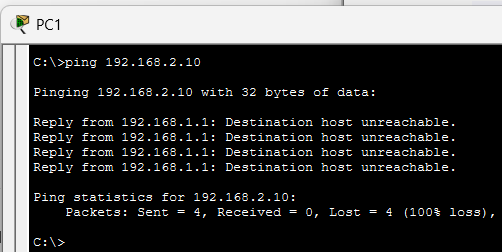 PC1
C:\>ping 192.168.2.10
Pinging 192.168.2.10 with 32 bytes of data:
Reply from 192.168.1.1: Destination host unreachable.
Reply from 192.168.1.1: Destination host unreachable.
Reply from 192.168.1.1: Destination host unreachable.
Reply from 192.168.1.1: Destination host unreachable.
Ping statistics for 192.168.2.10:
Packets: Sent = 4, Received = 0, Lost = 4 (100% loss),
C:\>